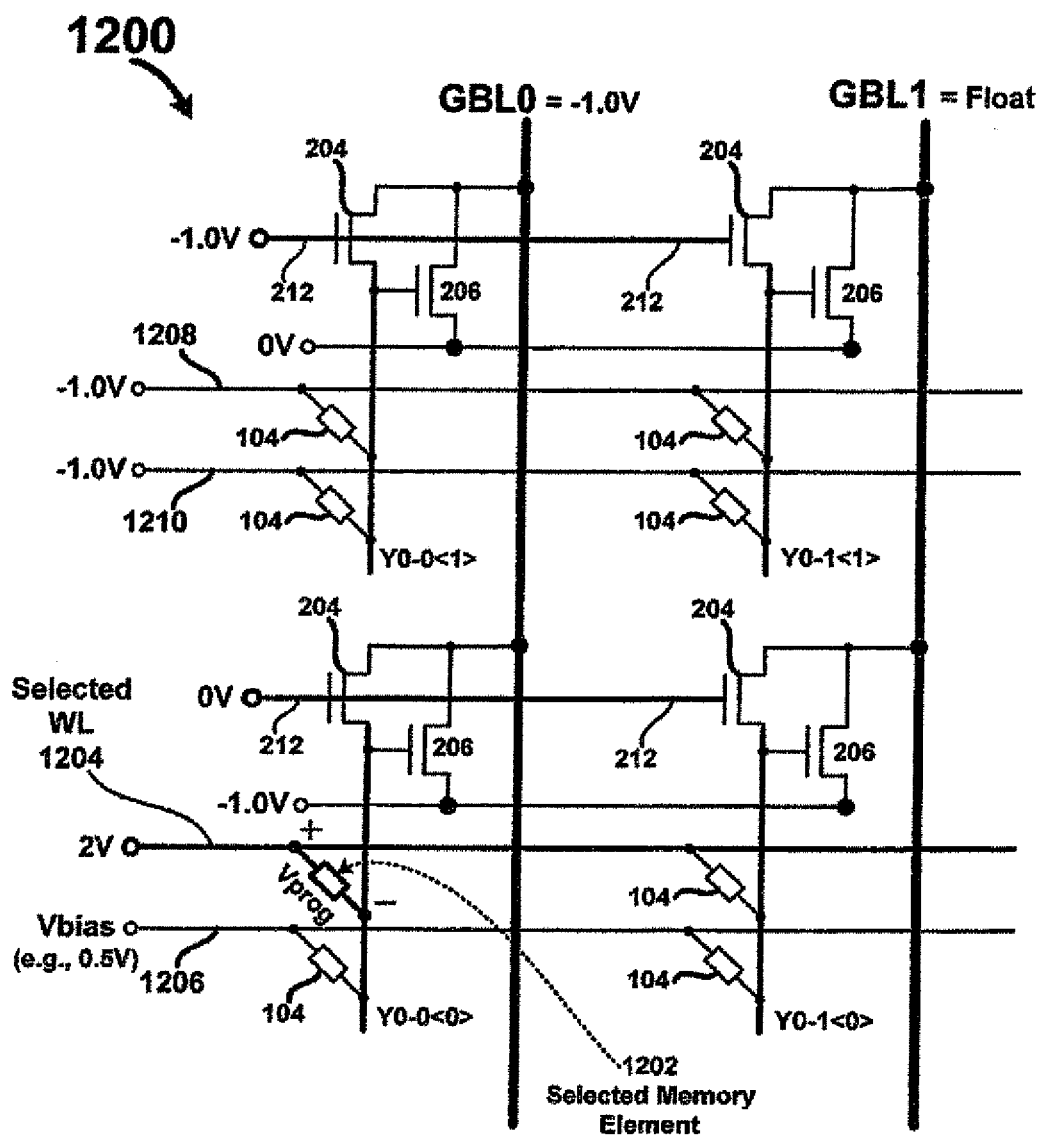 1200
GBL0 = -1.0V
GBL1 = Float
204
204
-1.0V
212
206
212
206
1208
0V
-1.0V
104
104
-1.0V
1210
104
104
Y0-0<1>
Y0-1<1>
204
204
Selected
WL
1204
0V
212
206
212
206
-1.0V
+
2V
Vprog
-
104
Vbias
(e.g., 0.5V)
1206
104
104
Y0-0<0>
Y0-1<0>
1202
Selected Memory
Element